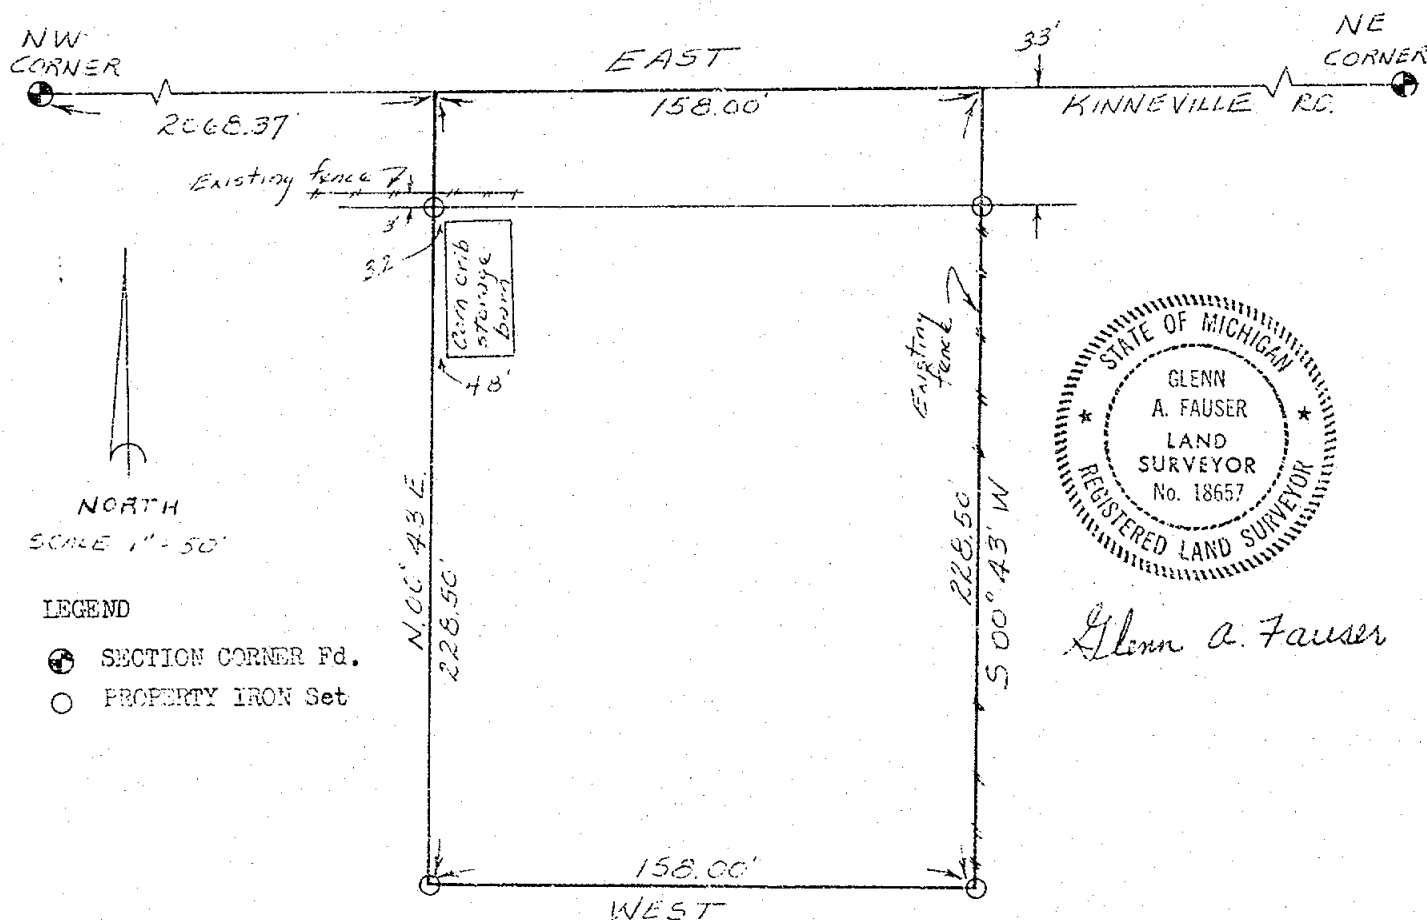 NW
CORNER
EAST
33'
NE
CORNER
2068.37'
158.00'
KINNEVILLE RD.
Existing fence
3'
3.2
Corn crib
storage
barn
4.8'
Existing
fence
NORTH
SCALE 1" - 50'
N. 00° 43' E
228.50'
228.50'
S 00° 43' W
STATE OF MICHIGAN
GLENN
A. FAUSER
LAND
SURVEYOR
No. 18657
REGISTERED LAND SURVEYOR
Glenn A. Fauser
LEGEND
SECTION CORNER Fd.
PROPERTY IRON Set
158.00'
WEST